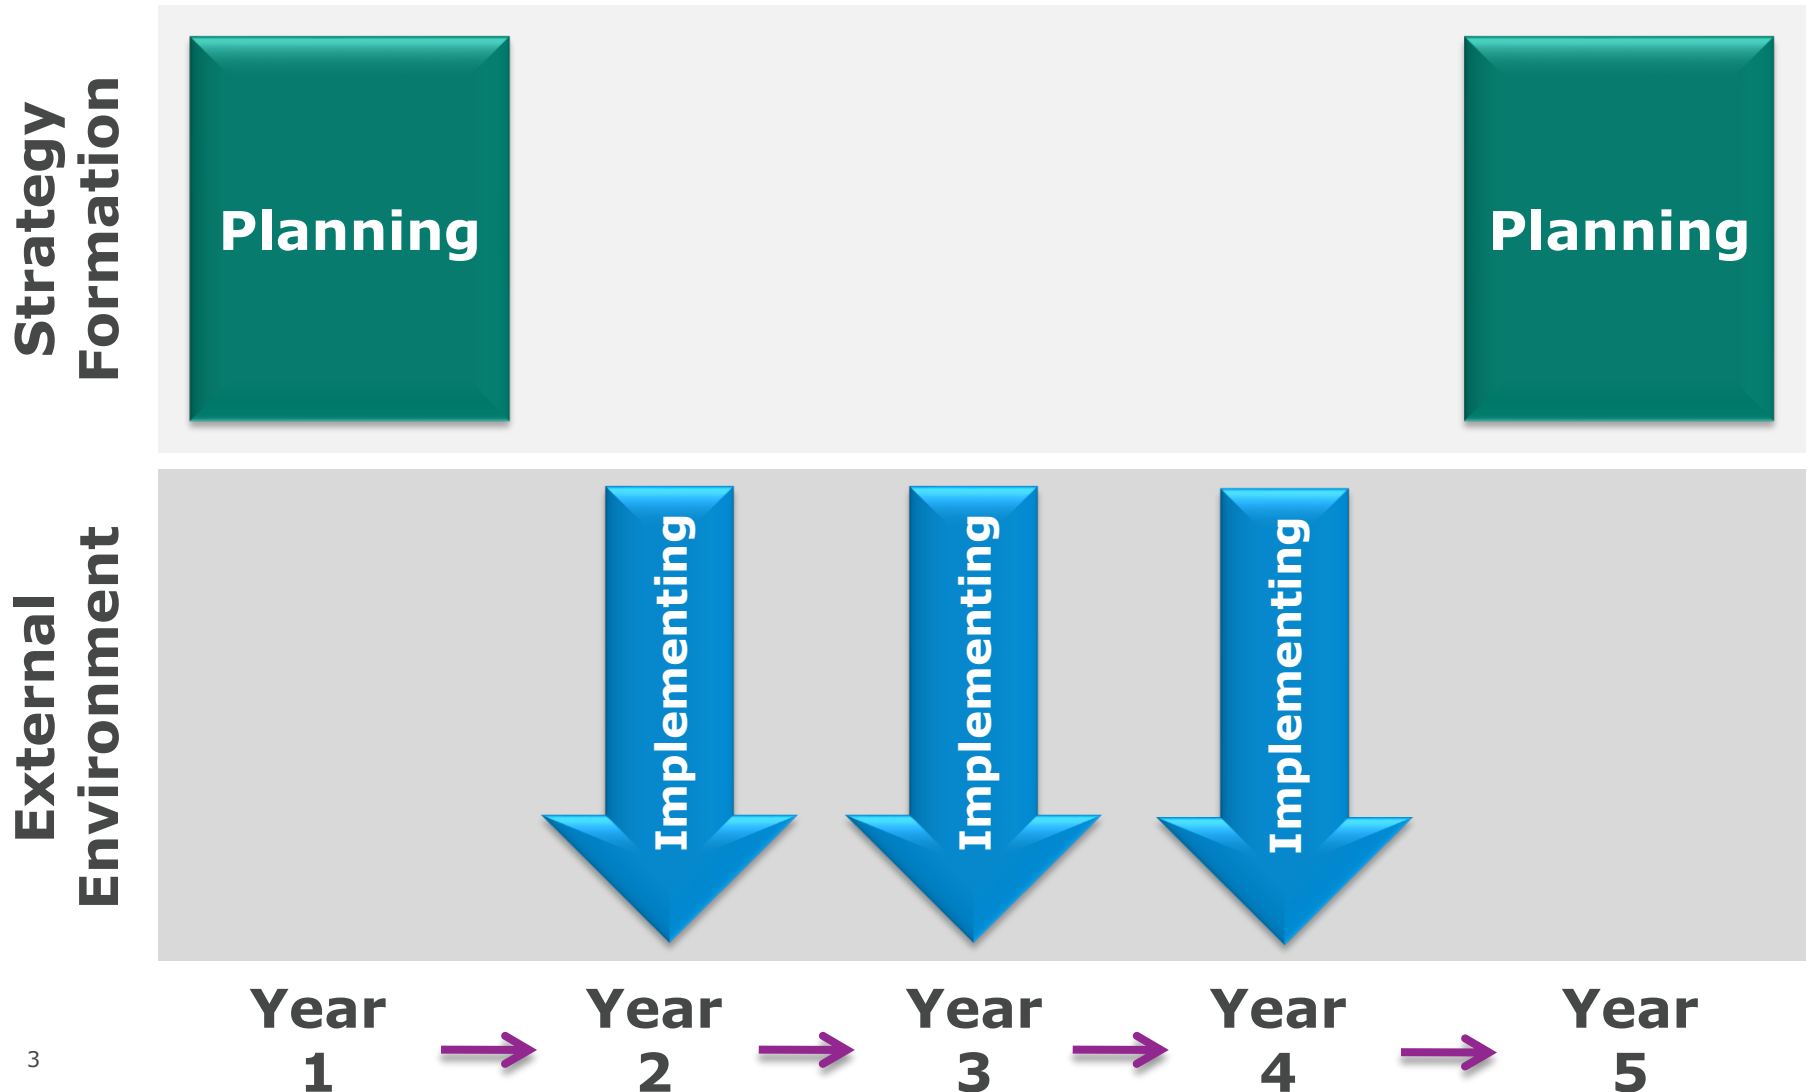 Strategy
Formation
Planning
Planning
External
Environment
Implementing
Implementing
Implementing
Year
1
Year
2
Year
3
Year
4
Year
5
3